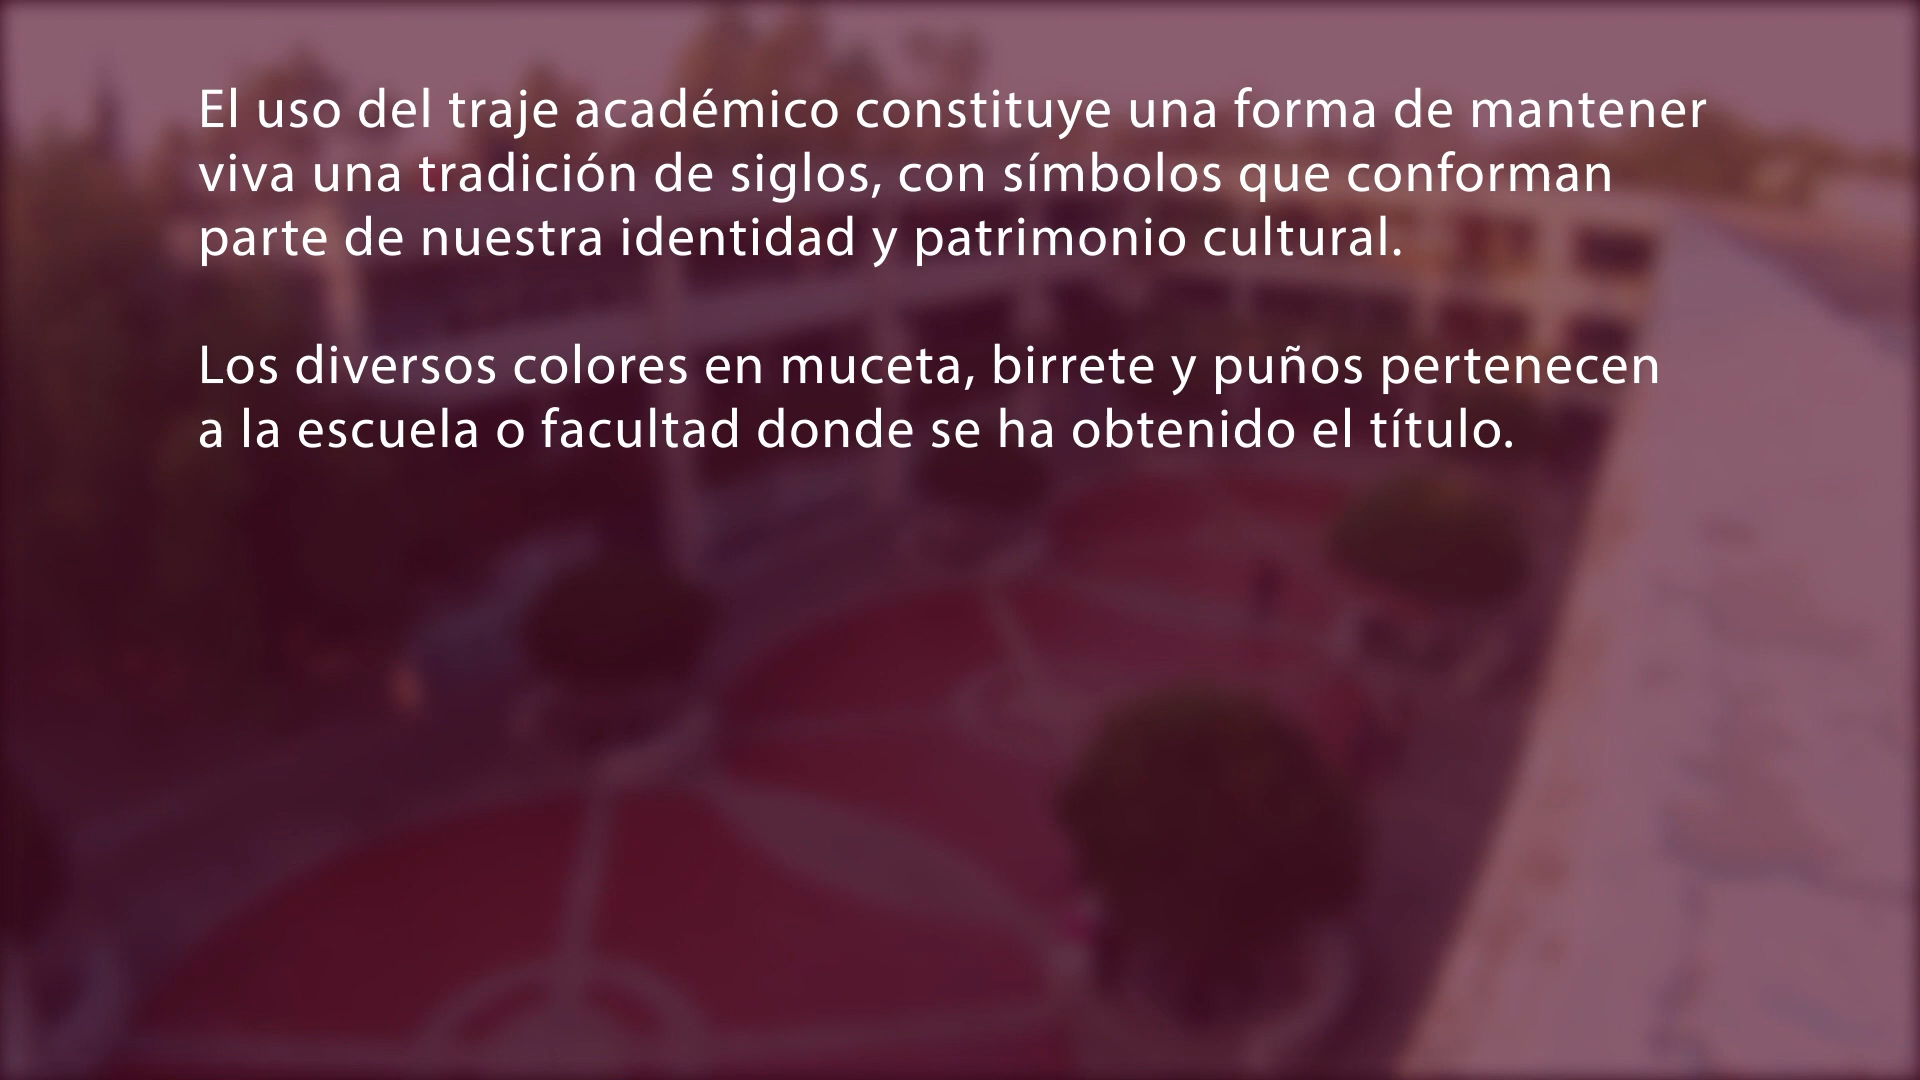 El uso del traje académico constituye una forma de mantener
viva una tradición de siglos, con símbolos que conforman
parte de nuestra identidad y patrimonio cultural.
Los diversos colores en muceta, birrete y puños pertenecen
a la escuela o facultad donde se ha obtenido el título.